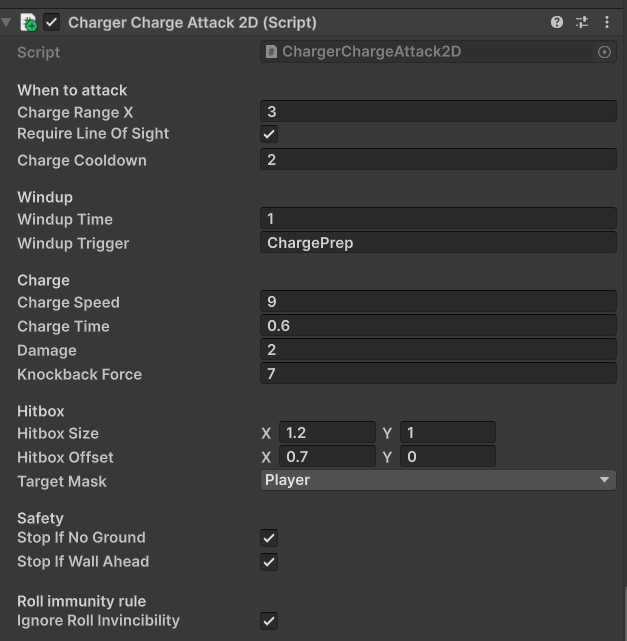 Charger Charge Attack 2D (Script)
Script ChargerChargeAttack2D
When to attack
Charge Range X 3
Require Line Of Sight
Charge Cooldown 2
Windup
Windup Time 1
Windup Trigger ChargePrep
Charge
Charge Speed 9
Charge Time 0.6
Damage 2
Knockback Force 7
Hitbox
Hitbox Size X 1.2 Y 1
Hitbox Offset X 0.7 Y 0
Target Mask Player
Safety
Stop If No Ground
Stop If Wall Ahead
Roll immunity rule
Ignore Roll Invincibility